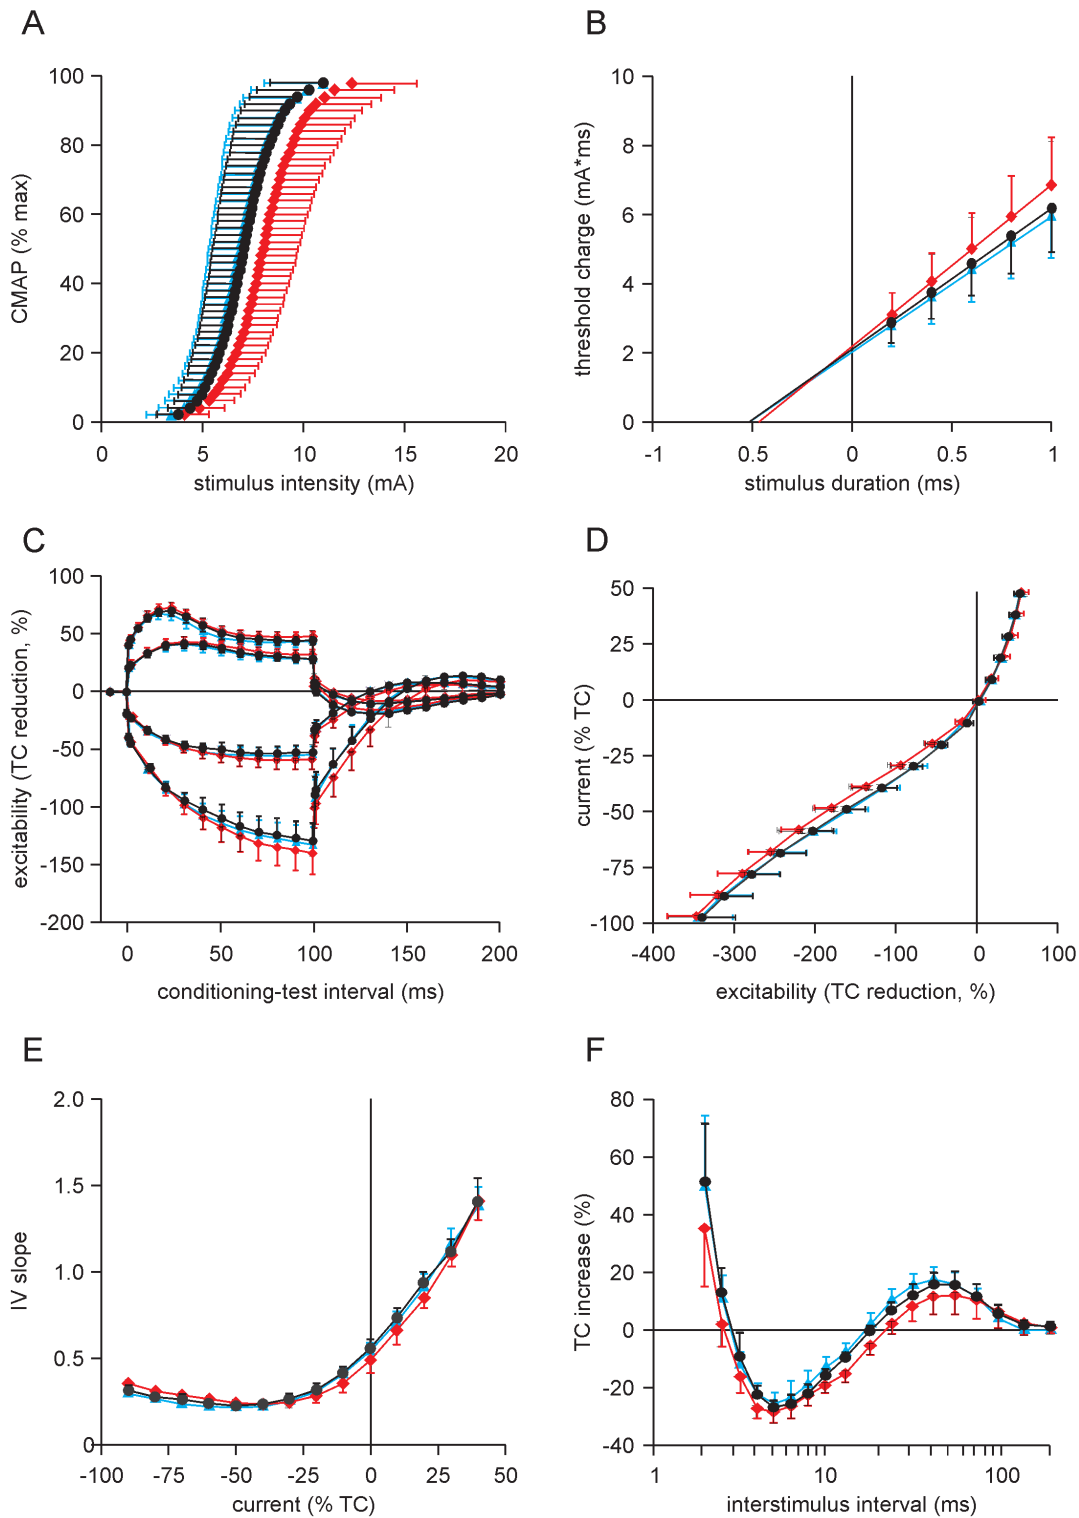 A
CMAP (% max)
100
80
60
40
20
0
0 5 10 15 20
stimulus intensity (mA)
B
threshold charge (mA*ms)
10
8
6
4
2
0
-1 0.5 0 0.5 1
stimulus duration (ms)
C
excitability (TC reduction, %)
100
50
0
-50
-100
-150
-200
0 50 100 150 200
conditioning-test interval (ms)
D
current (% TC)
50
25
0
-25
-50
-75
-100
-400 -300 -200 -100 0 100
excitability (TC reduction, %)
E
IV slope
2.0
1.5
1.0
0.5
0
-100 -75 -50 -25 0 25 50
current (% TC)
F
TC increase (%)
80
60
40
20
0
-20
-40
1 10 100
interstimulus interval (ms)